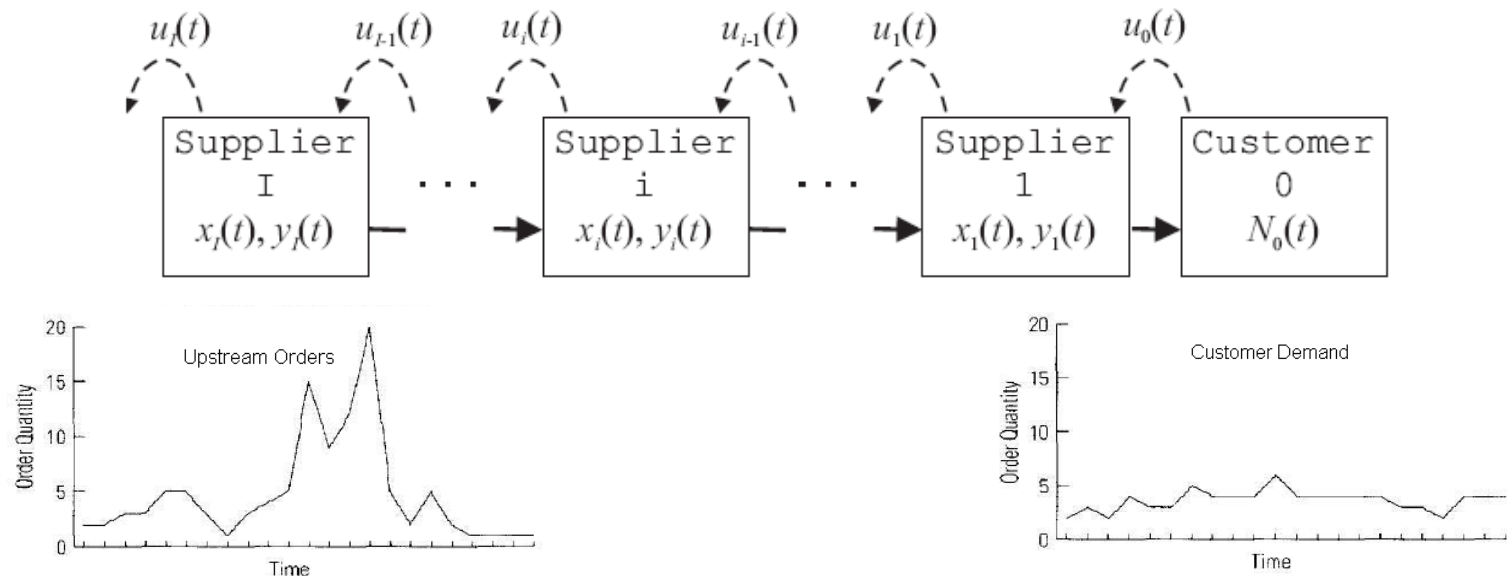 u_I(t) u_{I-1}(t) u_i(t) u_{i-1}(t) u_1(t) u_0(t)
Supplier
I
x_I(t), y_I(t)
. . .
Supplier
i
x_i(t), y_i(t)
. . .
Supplier
1
x_1(t), y_1(t)
Customer
0
N_0(t)
Upstream Orders
Order Quantity
20
15
10
5
0
Time
Customer Demand
Order Quantity
20
15
10
5
0
Time